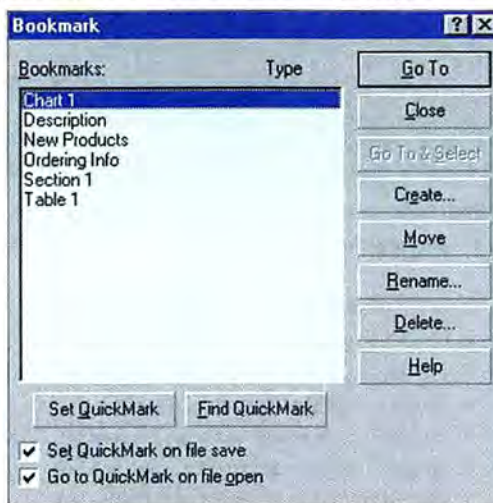 Bookmark
Bookmarks: Type
Chart 1
Description
New Products
Ordering Info
Section 1
Table 1
Go To
Close
Go To & Select
Create...
Move
Rename...
Delete...
Help
Set QuickMark Find QuickMark
Set QuickMark on file save
Go to QuickMark on file open